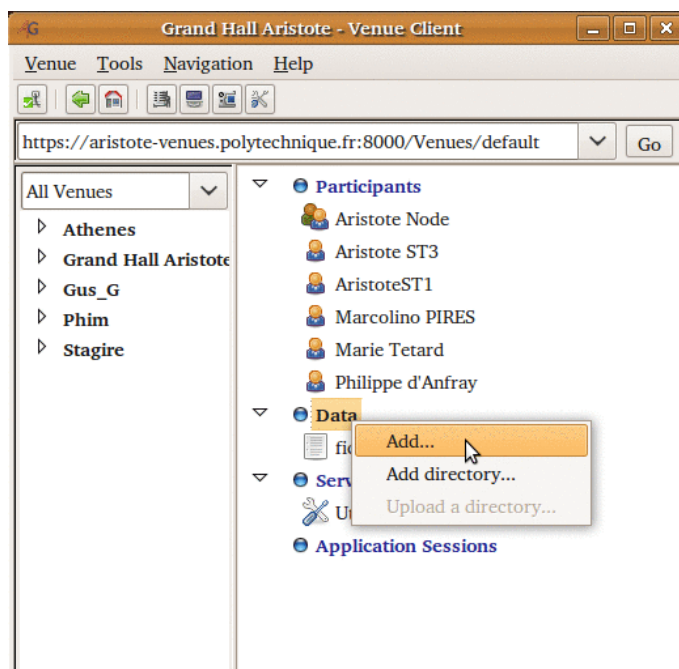 Grand Hall Aristote - Venue Client
Venue Tools Navigation Help
https://aristote-venues.polytechnique.fr:8000/Venues/default Go
All Venues
Athenes
Grand Hall Aristote
Gus_G
Phim
Stagire
Participants
Aristote Node
Aristote ST3
AristoteST1
Marcolino PIRES
Marie Tetard
Philippe d'Anfray
Data
Add...
Add directory...
Upload a directory...
Application Sessions